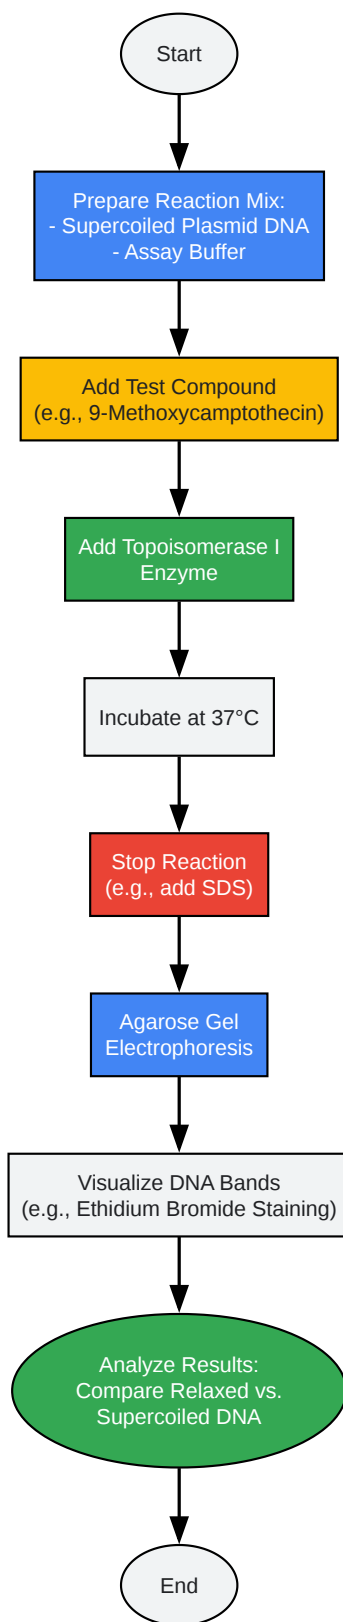 Start
Prepare Reaction Mix:
- Supercoiled Plasmid DNA
- Assay Buffer
Add Test Compound
(e.g., 9-Methoxycamptothecin)
Add Topoisomerase I
Enzyme
Incubate at 37°C
Stop Reaction
(e.g., add SDS)
Agarose Gel
Electrophoresis
Visualize DNA Bands
(e.g., Ethidium Bromide Staining)
Analyze Results:
Compare Relaxed vs.
Supercoiled DNA
End